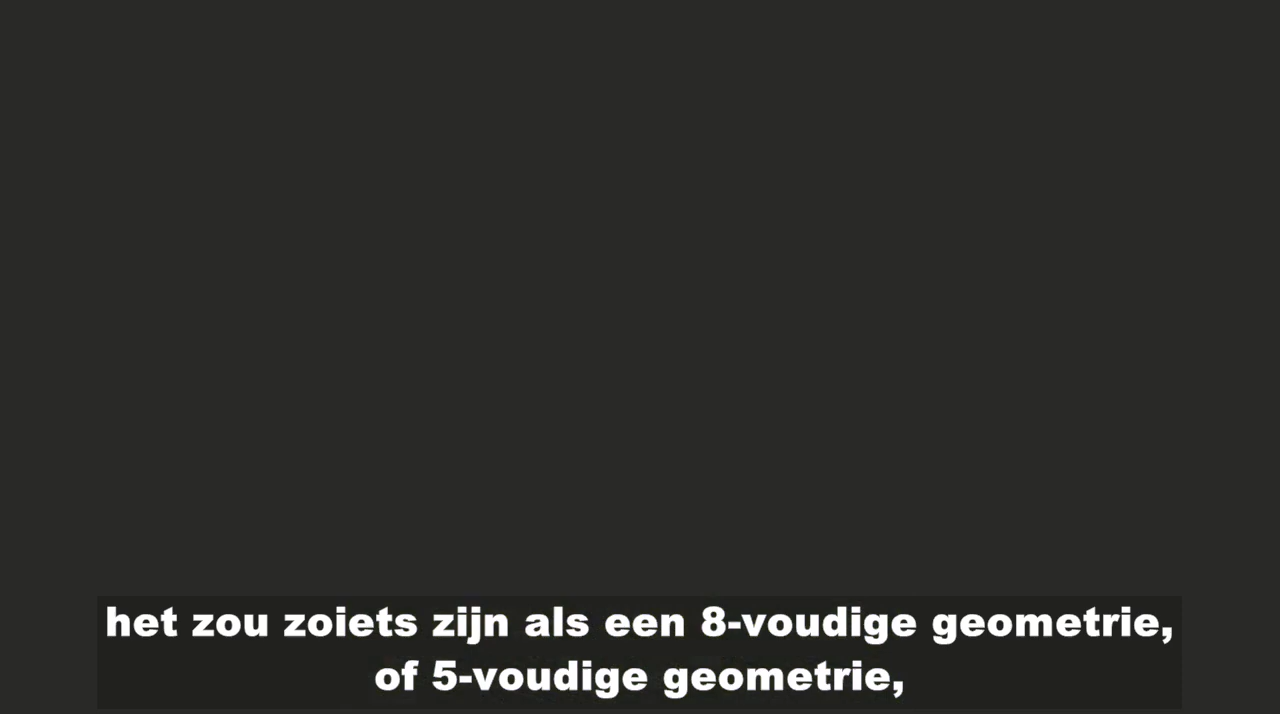 het zou zoiets zijn als een 8-voudige geometrie,
of 5-voudige geometrie,